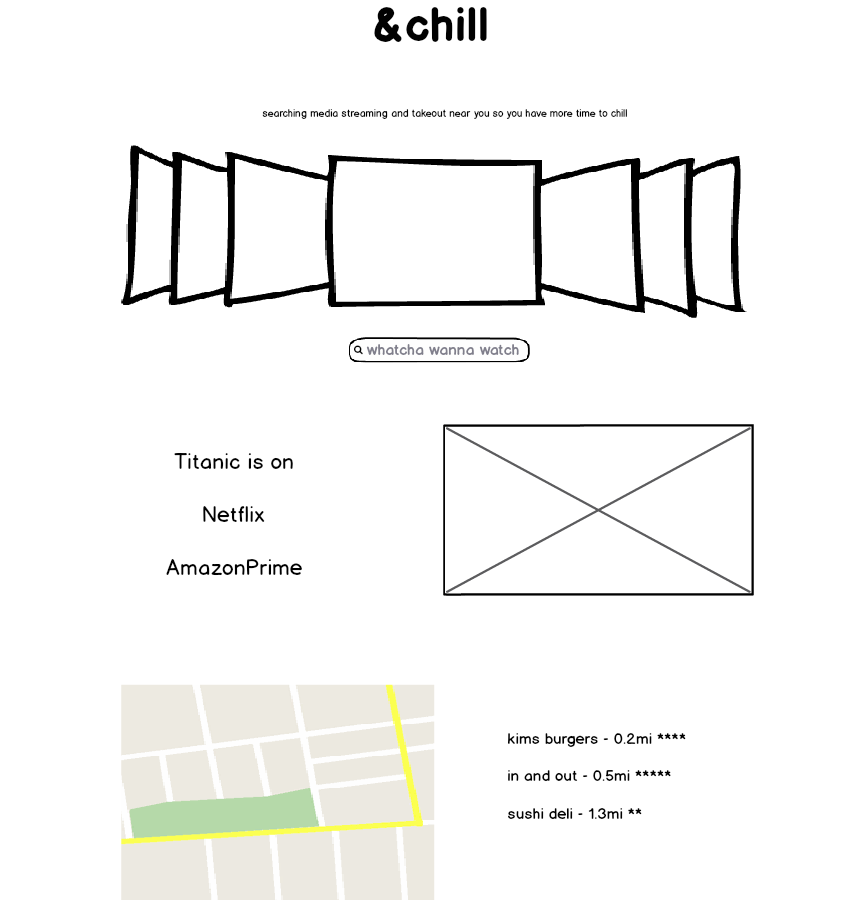 &chill
searching media streaming and takeout near you so you have more time to chill
whatcha wanna watch
Titanic is on
Netflix
AmazonPrime
kims burgers - 0.2mi ****
in and out - 0.5mi *****
sushi deli - 1.3mi **